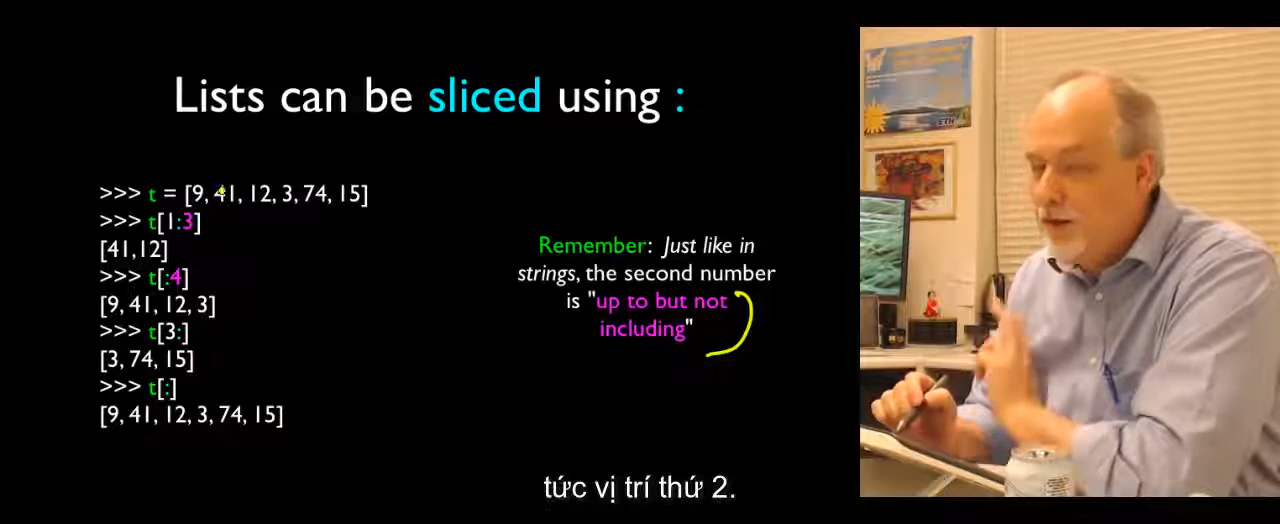 Lists can be sliced using :
>>> t = [9, 41, 12, 3, 74, 15]
>>> t[1:3]
[41,12]
>>> t[:4]
[9, 41, 12, 3]
>>> t[3:]
[3, 74, 15]
>>> t[:]
[9, 41, 12, 3, 74, 15]
Remember: Just like in
strings, the second number
is "up to but not
including"
ETH
tức vị trí thứ 2.